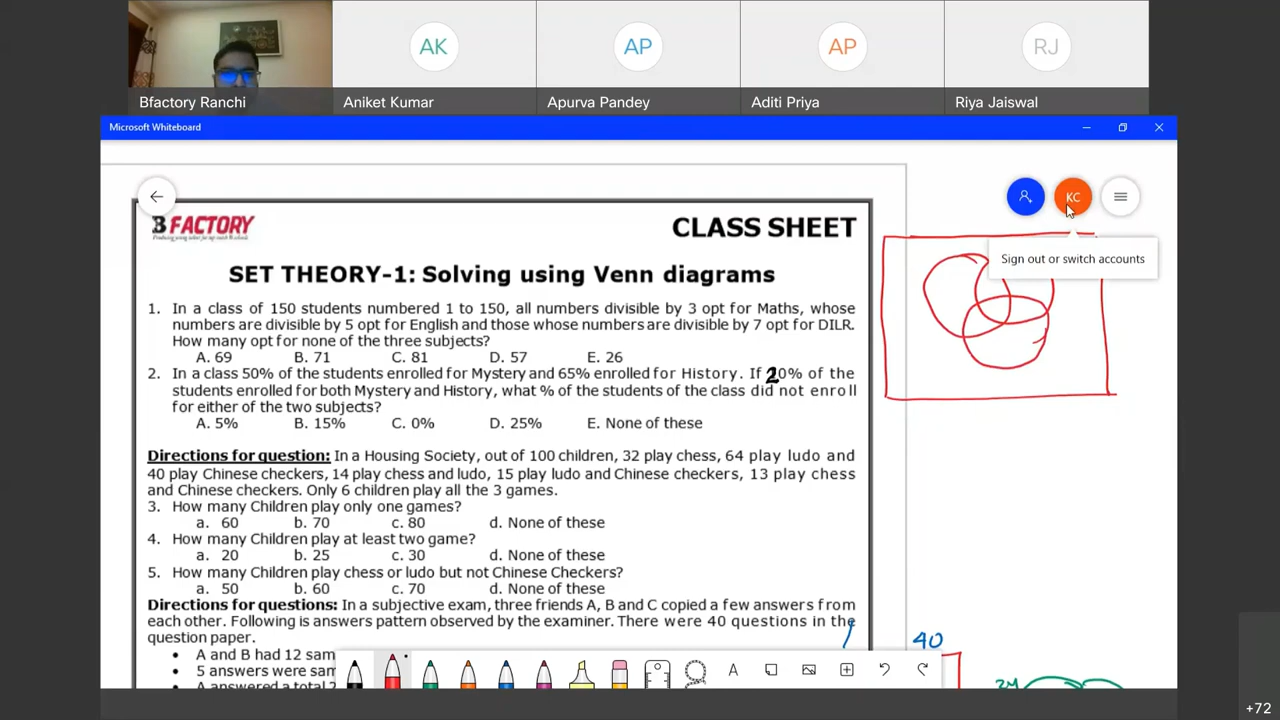 AK
AP
AP
RJ
Bfactory Ranchi
Aniket Kumar
Apurva Pandey
Aditi Priya
Riya Jaiswal
Microsoft Whiteboard
KC
Sign out or switch accounts
B FACTORY
CLASS SHEET
SET THEORY-1: Solving using Venn diagrams
1. In a class of 150 students numbered 1 to 150, all numbers divisible by 3 opt for Maths, whose
numbers are divisible by 5 opt for English and those whose numbers are divisible by 7 opt for DILR.
How many opt for none of the three subjects?
A. 69 B. 71 C. 81 D. 57 E. 26
2. In a class 50% of the students enrolled for Mystery and 65% enrolled for History. If 20% of the
students enrolled for both Mystery and History, what % of the students of the class did not enroll
for either of the two subjects?
A. 5% B. 15% C. 0% D. 25% E. None of these
Directions for question: In a Housing Society, out of 100 children, 32 play chess, 64 play ludo and
40 play Chinese checkers, 14 play chess and ludo, 15 play ludo and Chinese checkers, 13 play chess
and Chinese checkers. Only 6 children play all the 3 games.
3. How many Children play only one games?
a. 60 b. 70 c. 80 d. None of these
4. How many Children play at least two game?
a. 20 b. 25 c. 30 d. None of these
5. How many Children play chess or ludo but not Chinese Checkers?
a. 50 b. 60 c. 70 d. None of these
Directions for questions: In a subjective exam, three friends A, B and C copied a few answers from
each other. Following is answers pattern observed by the examiner. There were 40 questions in the
question paper.
• A and B had 12 sam
• 5 answers were sam
• A answered a total 2
40
24
A
+72